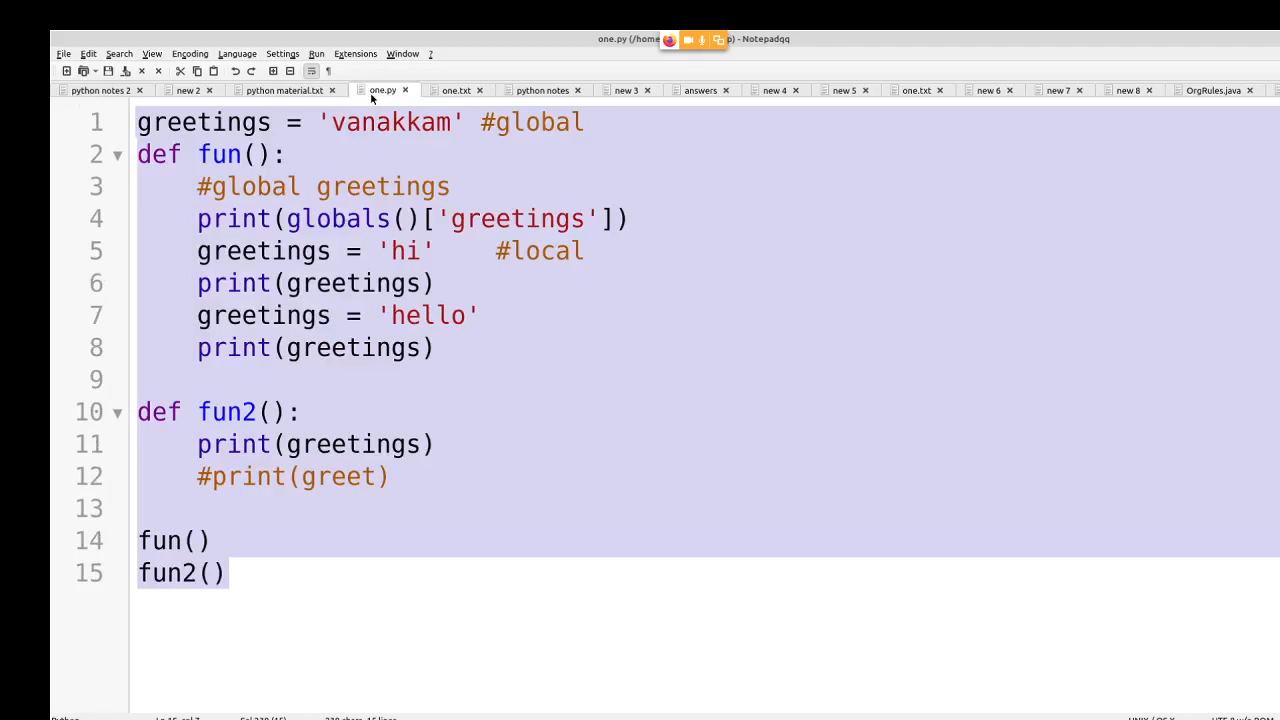 one.py (/home p) - Notepadqq
File Edit Search View Encoding Language Settings Run Extensions Window ?
python notes 2 new 2 python material.txt one.py one.txt python notes new 3 answers new 4 new 5 one.txt new 6 new 7 new 8 OrgRules.java
1 greetings = 'vanakkam' #global
2 def fun():
3 #global greetings
4 print(globals()['greetings'])
5 greetings = 'hi' #local
6 print(greetings)
7 greetings = 'hello'
8 print(greetings)
9
10 def fun2():
11 print(greetings)
12 #print(greet)
13
14 fun()
15 fun2()